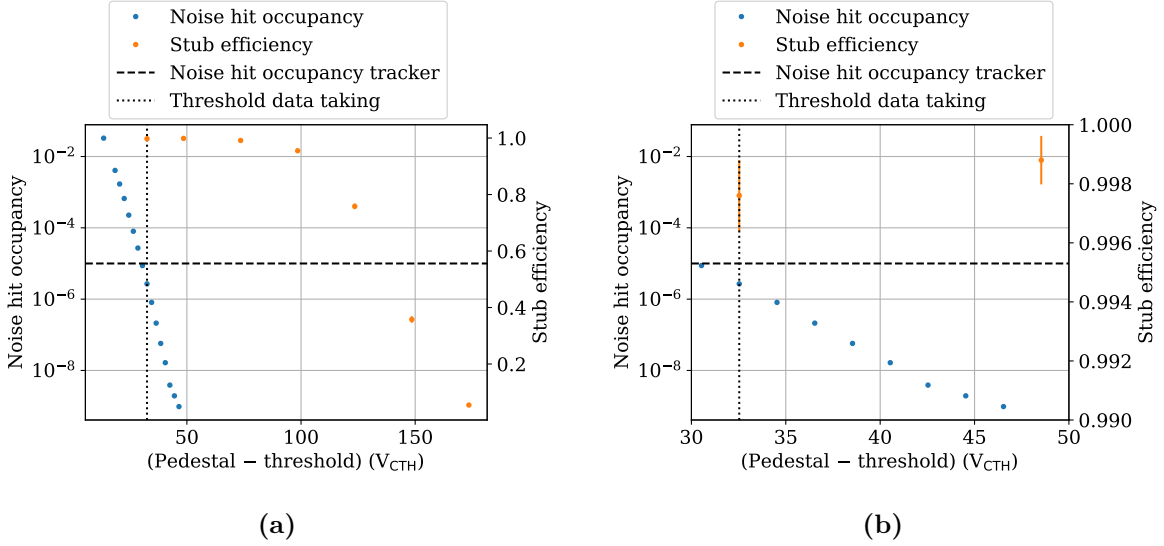 Noise hit occupancy
Stub efficiency
Noise hit occupancy tracker
Threshold data taking
10⁻²
10⁻⁴
10⁻⁶
10⁻⁸
Noise hit occupancy
1.0
0.8
0.6
0.4
0.2
Stub efficiency
50
100
150
(Pedestal − threshold) (V_CTH)
(a)
Noise hit occupancy
Stub efficiency
Noise hit occupancy tracker
Threshold data taking
10⁻²
10⁻⁴
10⁻⁶
10⁻⁸
Noise hit occupancy
1.000
0.998
0.996
0.994
0.992
0.990
Stub efficiency
30
35
40
45
50
(Pedestal − threshold) (V_CTH)
(b)